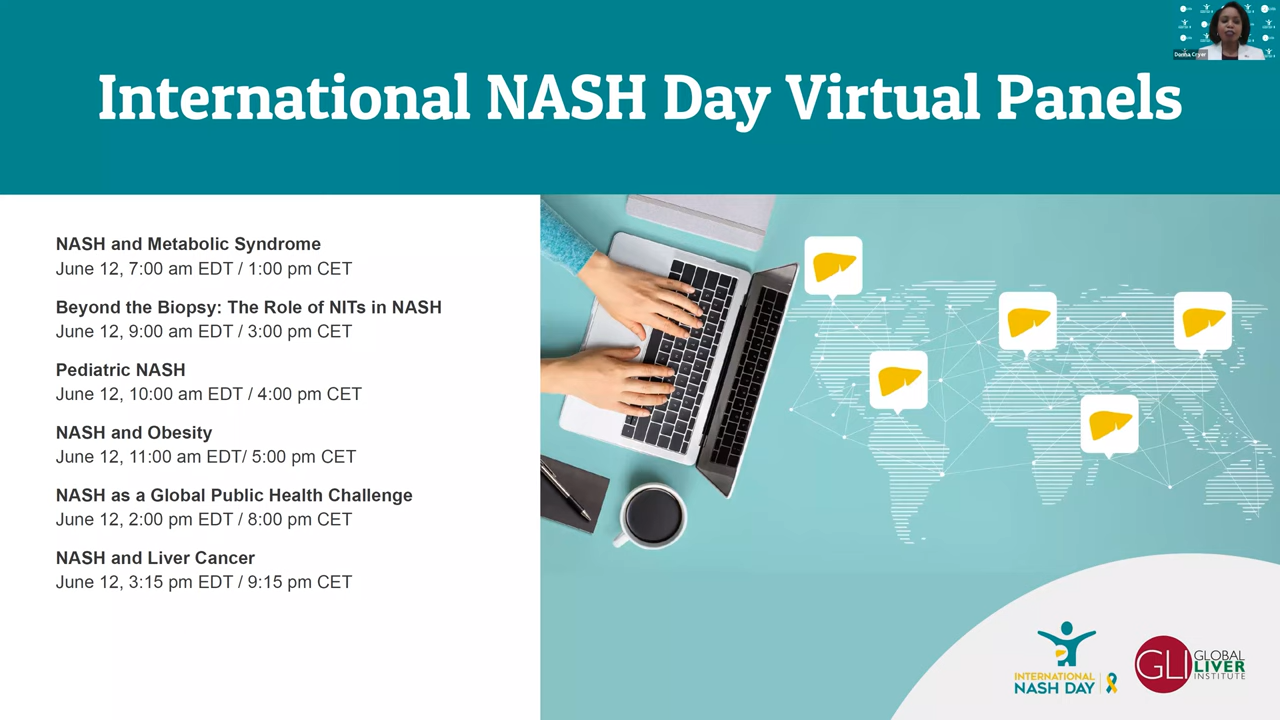 Donna Cryer
International NASH Day Virtual Panels
NASH and Metabolic Syndrome
June 12, 7:00 am EDT / 1:00 pm CET
Beyond the Biopsy: The Role of NITs in NASH
June 12, 9:00 am EDT / 3:00 pm CET
Pediatric NASH
June 12, 10:00 am EDT / 4:00 pm CET
NASH and Obesity
June 12, 11:00 am EDT/ 5:00 pm CET
NASH as a Global Public Health Challenge
June 12, 2:00 pm EDT / 8:00 pm CET
NASH and Liver Cancer
June 12, 3:15 pm EDT / 9:15 pm CET
INTERNATIONAL
NASH DAY
GLI
GLOBAL
LIVER
INSTITUTE